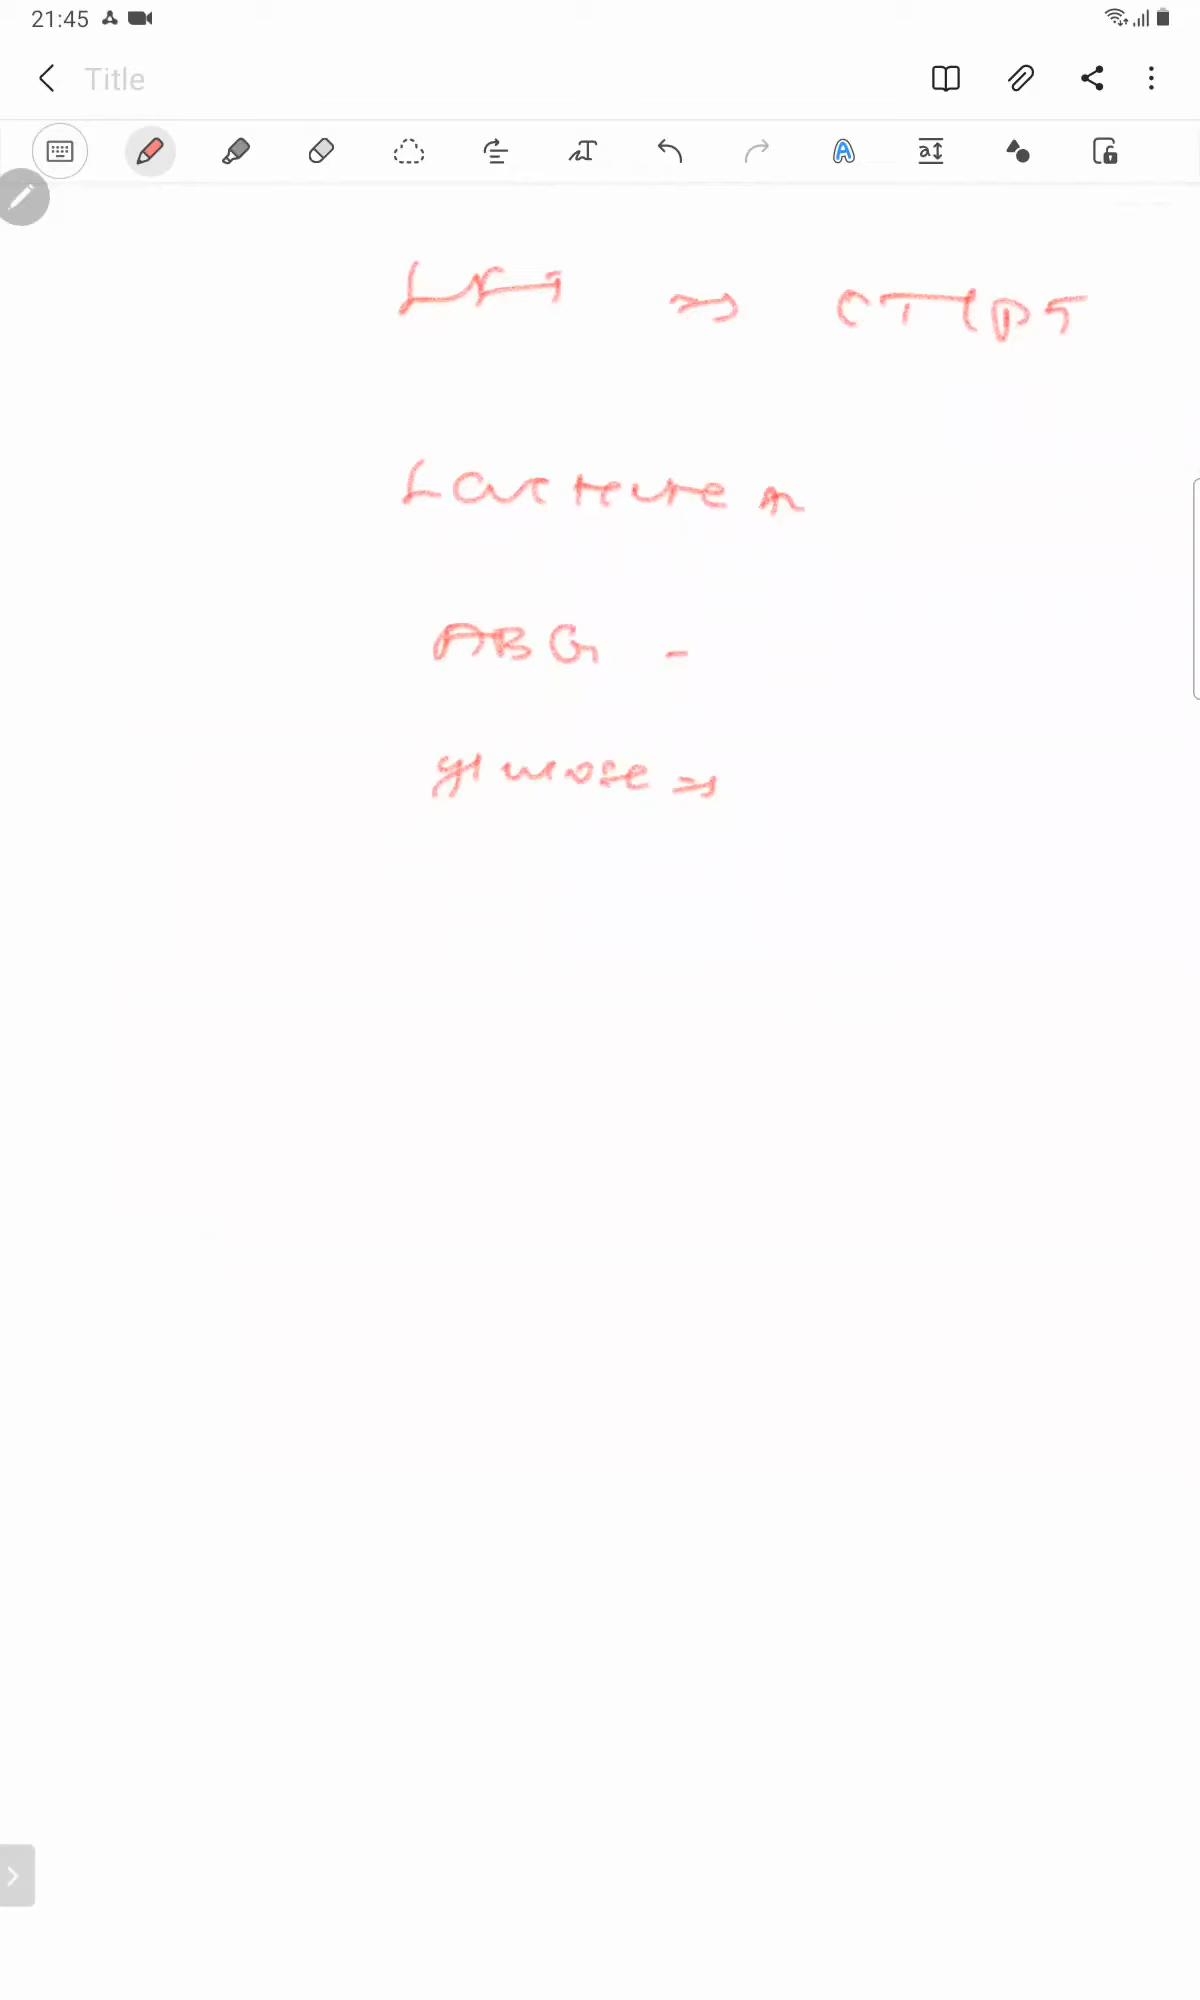 21:45
Title
LFT ⇒
Lactate ↑
ABG -
glucose ⇒